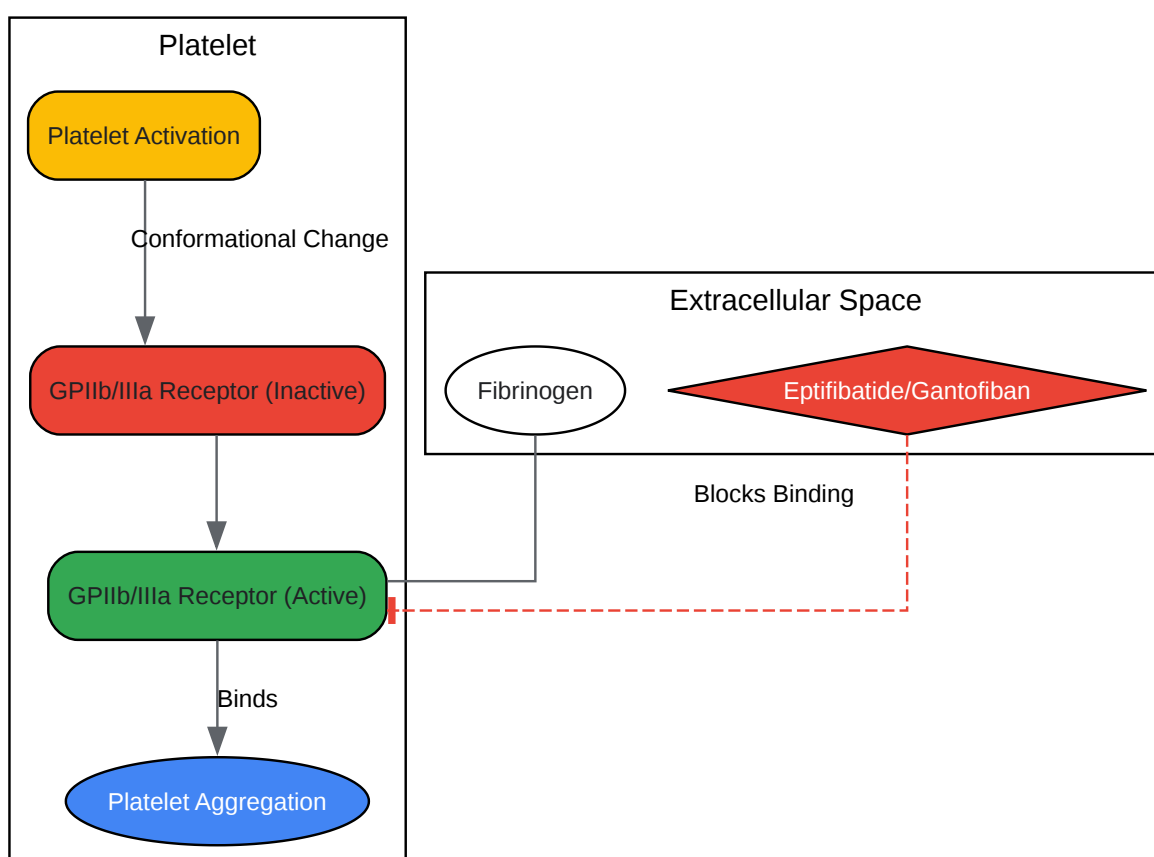 Platelet
Platelet Activation
Conformational Change
GPIIb/IIIa Receptor (Inactive)
GPIIb/IIIa Receptor (Active)
Binds
Platelet Aggregation
Extracellular Space
Fibrinogen
Eptifibatide/Gantofiban
Blocks Binding